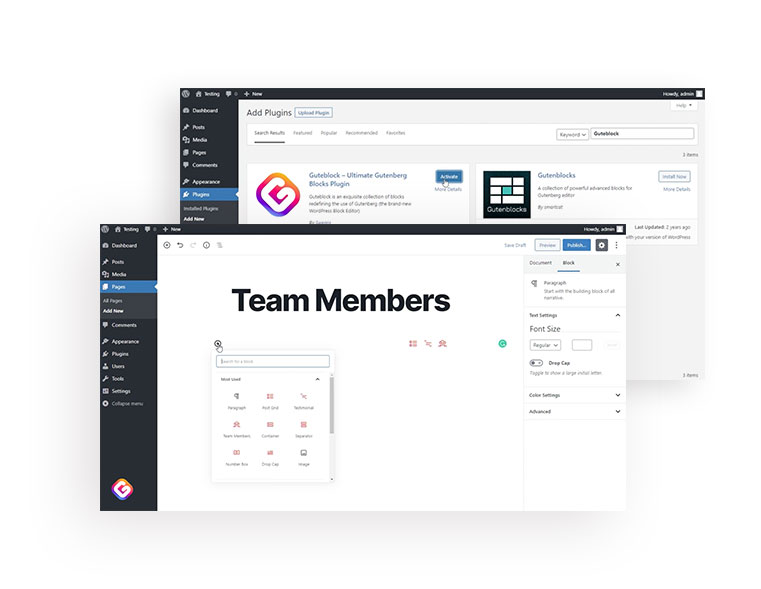 Testing
0
New
Howdy, admin
Dashboard
Add Plugins
Upload Plugin
Help
Posts
Media
Pages
Comments
Appearance
Plugins
Installed Plugins
Add New
Search Results
Featured
Popular
Recommended
Favorites
Keyword
Guteblock
3 items
Guteblock – Ultimate Gutenberg
Blocks Plugin
Activate
More Details
Guteblock is an exquisite collection of blocks
redefining the use of Gutenberg (the brand new
WordPress Block Editor)
Gutenblocks
Gutenblocks
Install Now
More Details
A collection of powerful advanced blocks for
Gutenberg editor
Last Updated: 2 years ago
with your version of WordPress
3 items
Testing
0
New
Howdy, admin
Dashboard
Posts
Media
Pages
All Pages
Add New
Comments
Appearance
Plugins
Users
Tools
Settings
Collapse menu
Save Draft
Preview
Publish...
Team Members
Search for a block
Most Used
Paragraph
Post Grid
Testimonial
Team Members
Container
Separator
Number Box
Drop Cap
Image
Document
Block
Paragraph
Start with the building block of all
narrative.
Text Settings
Font Size
Regular
Drop Cap
Toggle to show a large initial letter.
Color Settings
Advanced